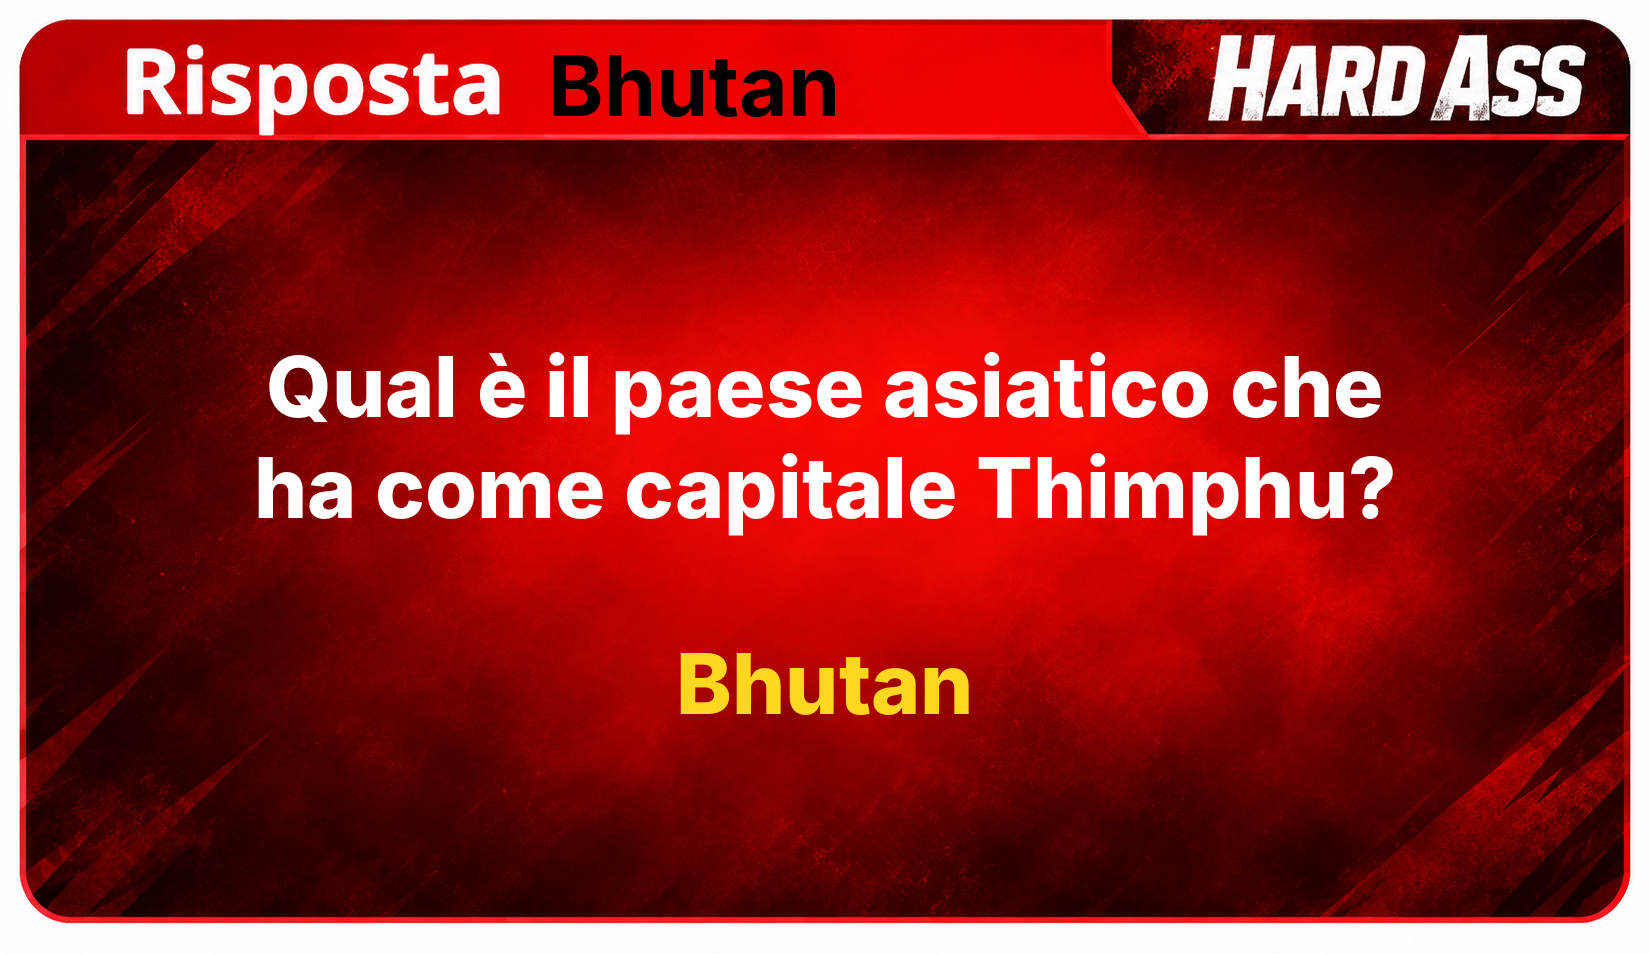 Risposta Bhutan
HARD ASS
Qual è il paese asiatico che
ha come capitale Thimphu?
Bhutan